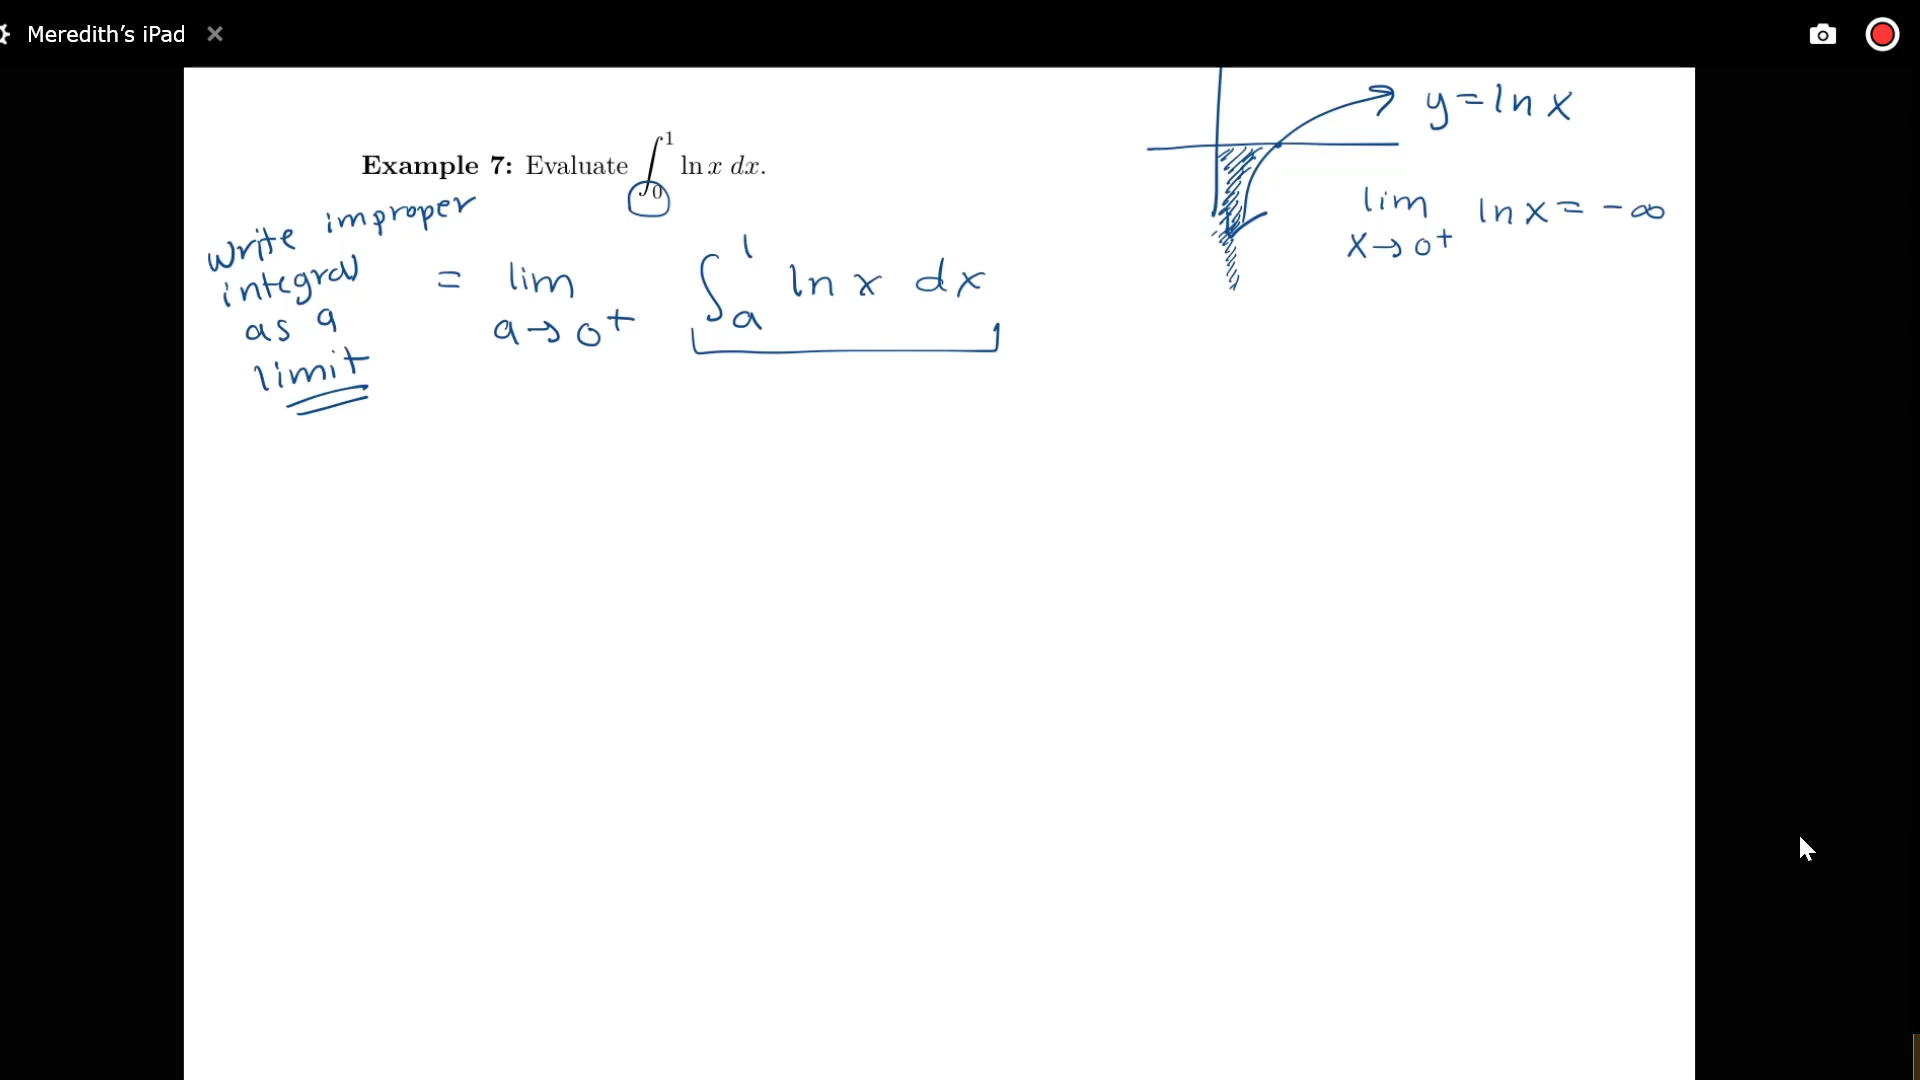 Meredith's iPad
Example 7: Evaluate ∫₀¹ ln x dx.
y = ln x
lim x→0⁺ ln x = -∞
Write improper
integral
as a
limit
= lim a→0⁺ ∫ₐ¹ ln x dx